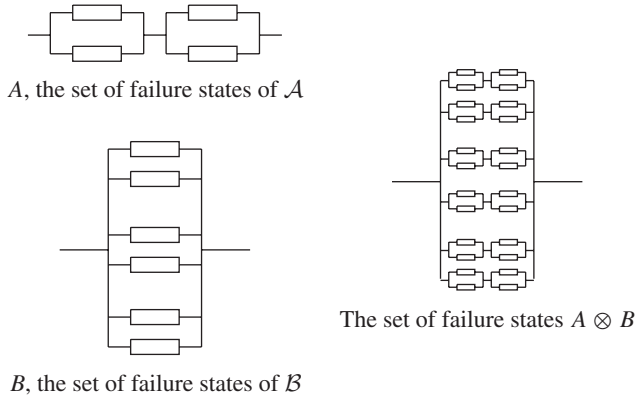 A, the set of failure states of 𝒜
The set of failure states A ⊗ B
B, the set of failure states of ℬ